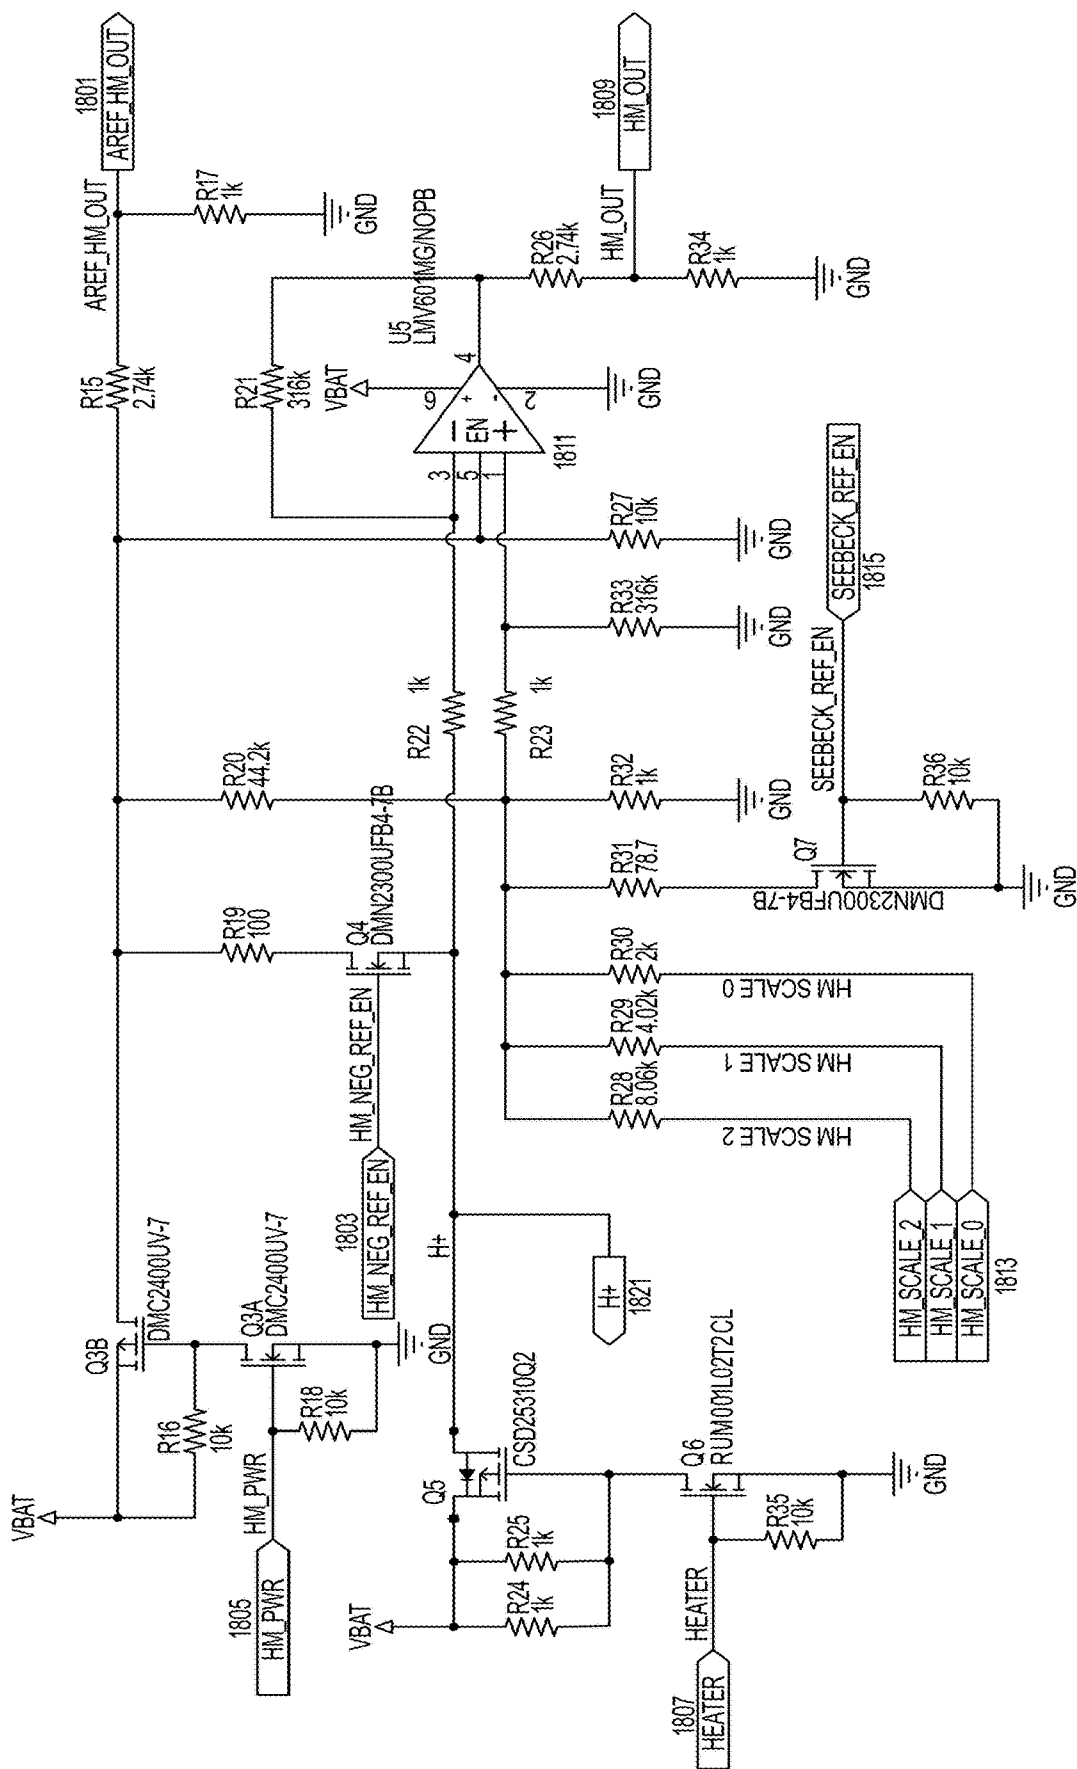 1801
AREF_HM_OUT
AREF_HM_OUT
R17
1k
GND
R15
2.74k
1809
HM_OUT
HM_OUT
R26
2.74k
R34
1k
GND
U5
LMV601MG/NOPB
R21
316k
VBAT
6
4
2
3
5
1
EN
+
-
1811
GND
R27
10k
GND
R33
316k
GND
SEEBECK_REF_EN
1815
SEEBECK_REF_EN
R22
1k
R23
1k
R20
44.2k
R32
1k
GND
R36
10k
GND
Q7
DMN2300UFB4-7B
R31
78.7
R19
100
Q4
DMN2300UFB4-7B
HM_NEG_REF_EN
1803
HM_NEG_REF_EN
R30
2k
R29
4.02k
R28
8.06k
HM SCALE 0
HM SCALE 1
HM SCALE 2
HM_SCALE_2
HM_SCALE_1
HM_SCALE_0
1813
H+
H+
1821
Q3B
DMC2400UV-7
Q3A
DMC2400UV-7
GND
R16
10k
R18
10k
VBAT
HM_PWR
1805
HM_PWR
Q5
CSD25310Q2
R25
1k
R24
1k
VBAT
Q6
RUM001L02T2CL
R35
10k
GND
HEATER
1807
HEATER